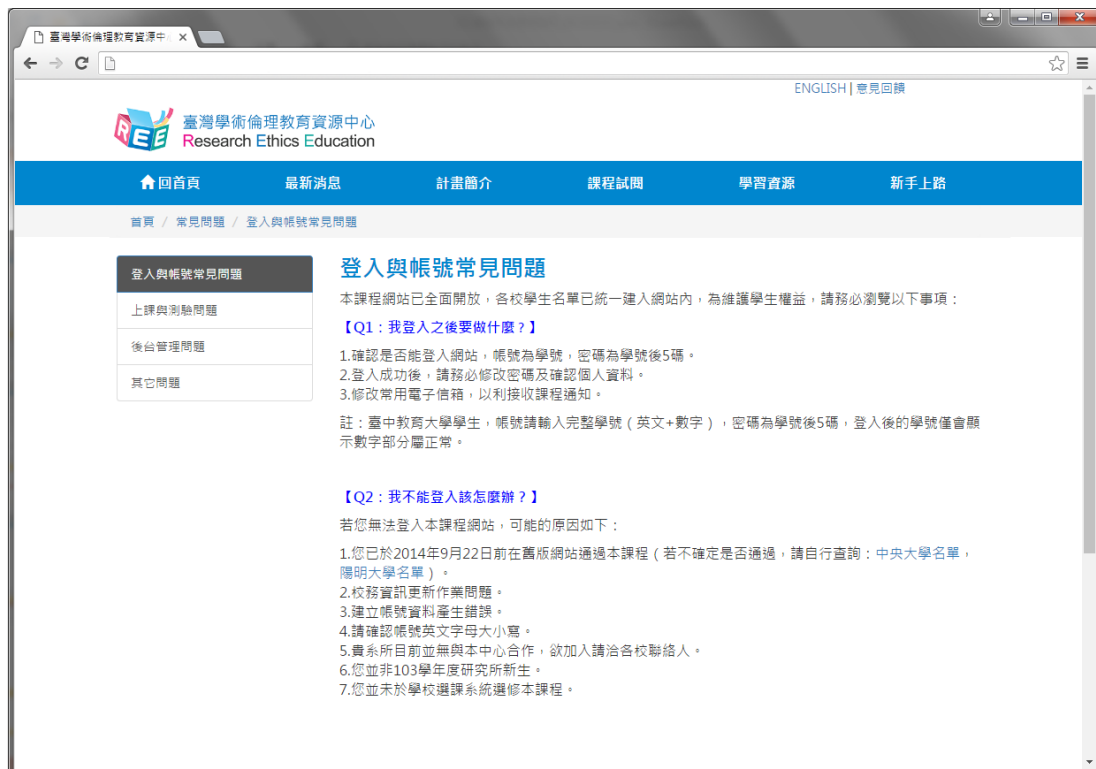 臺灣學術倫理教育資源中
ENGLISH | 意見回饋
REE
臺灣學術倫理教育資源中心
Research Ethics Education
回首頁 最新消息 計畫簡介 課程試閱 學習資源 新手上路
首頁 / 常見問題 / 登入與帳號常見問題
登入與帳號常見問題
上課與測驗問題
後台管理問題
其它問題
登入與帳號常見問題
本課程網站已全面開放，各校學生名單已統一建入網站內，為維護學生權益，請務必瀏覽以下事項：
【Q1：我登入之後要做什麼？】
1.確認是否能登入網站，帳號為學號，密碼為學號後5碼。
2.登入成功後，請務必修改密碼及確認個人資料。
3.修改常用電子信箱，以利接收課程通知。
註：臺中教育大學學生，帳號請輸入完整學號（英文+數字），密碼為學號後5碼，登入後的學號僅會顯
示數字部分屬正常。
【Q2：我不能登入該怎麼辦？】
若您無法登入本課程網站，可能的原因如下：
1.您已於2014年9月22日前在舊版網站通過本課程（若不確定是否通過，請自行查詢：中央大學名單，
陽明大學名單）。
2.校務資訊更新作業問題。
3.建立帳號資料產生錯誤。
4.請確認帳號英文字母大小寫。
5.貴系所目前並無與本中心合作，欲加入請洽各校聯絡人。
6.您並非103學年度研究所新生。
7.您並未於學校選課系統選修本課程。